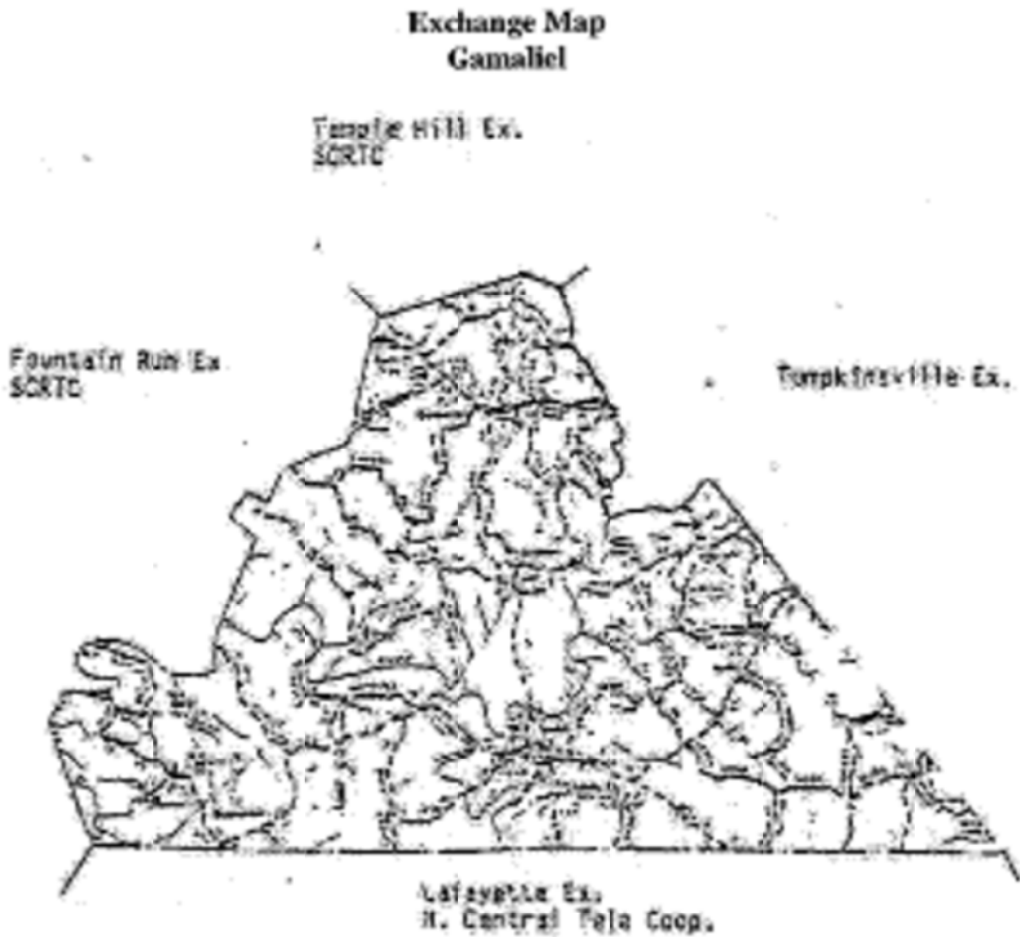 Exchange Map
Gamaliel
Temple Hill Ex.
SCRTC
Fountain Run Ex
SCRTC
Tompkinsville Ex.
Lafayette Ex.
N. Central Tele Coop.